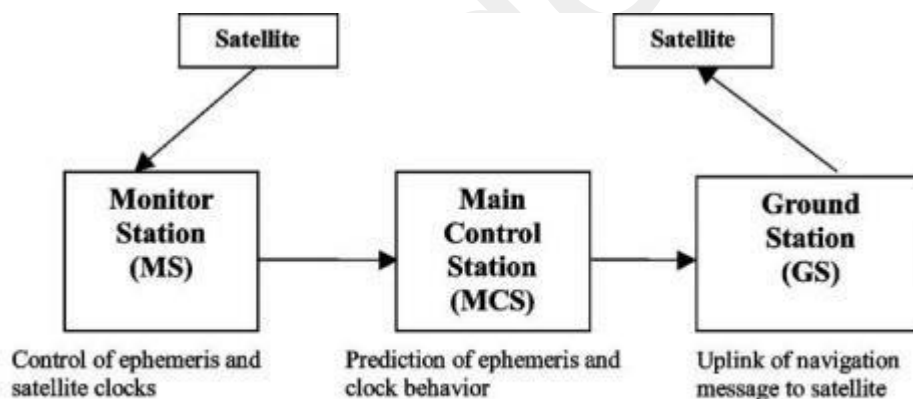 Satellite
Satellite
Monitor
Station
(MS)
Main
Control
Station
(MCS)
Ground
Station
(GS)
Control of ephemeris and
satellite clocks
Prediction of ephemeris and
clock behavior
Uplink of navigation
message to satellite